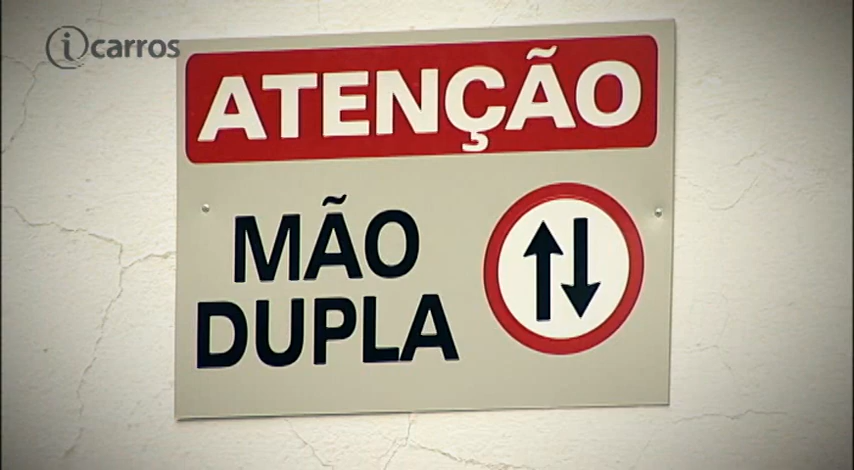 icarros
ATENÇÃO
MÃO
DUPLA